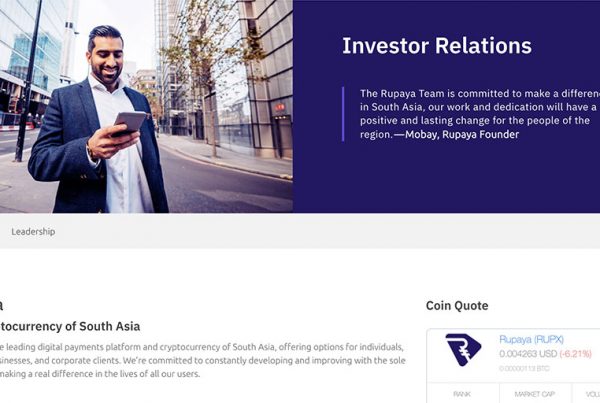 Investor Relations
The Rupaya Team is committed to make a differen
in South Asia, our work and dedication will have a
positive and lasting change for the people of the
region.—Mobay, Rupaya Founder
Leadership
a
tocurrency of South Asia
e leading digital payments platform and cryptocurrency of South Asia, offering options for individuals,
sinesses, and corporate clients. We're committed to constantly developing and improving with the sole
making a real difference in the lives of all our users.
Coin Quote
Rupaya (RUPX)
0.004263 USD (-6.21%)
0.00000113 BTC
RANK
MARKET CAP
VOLU